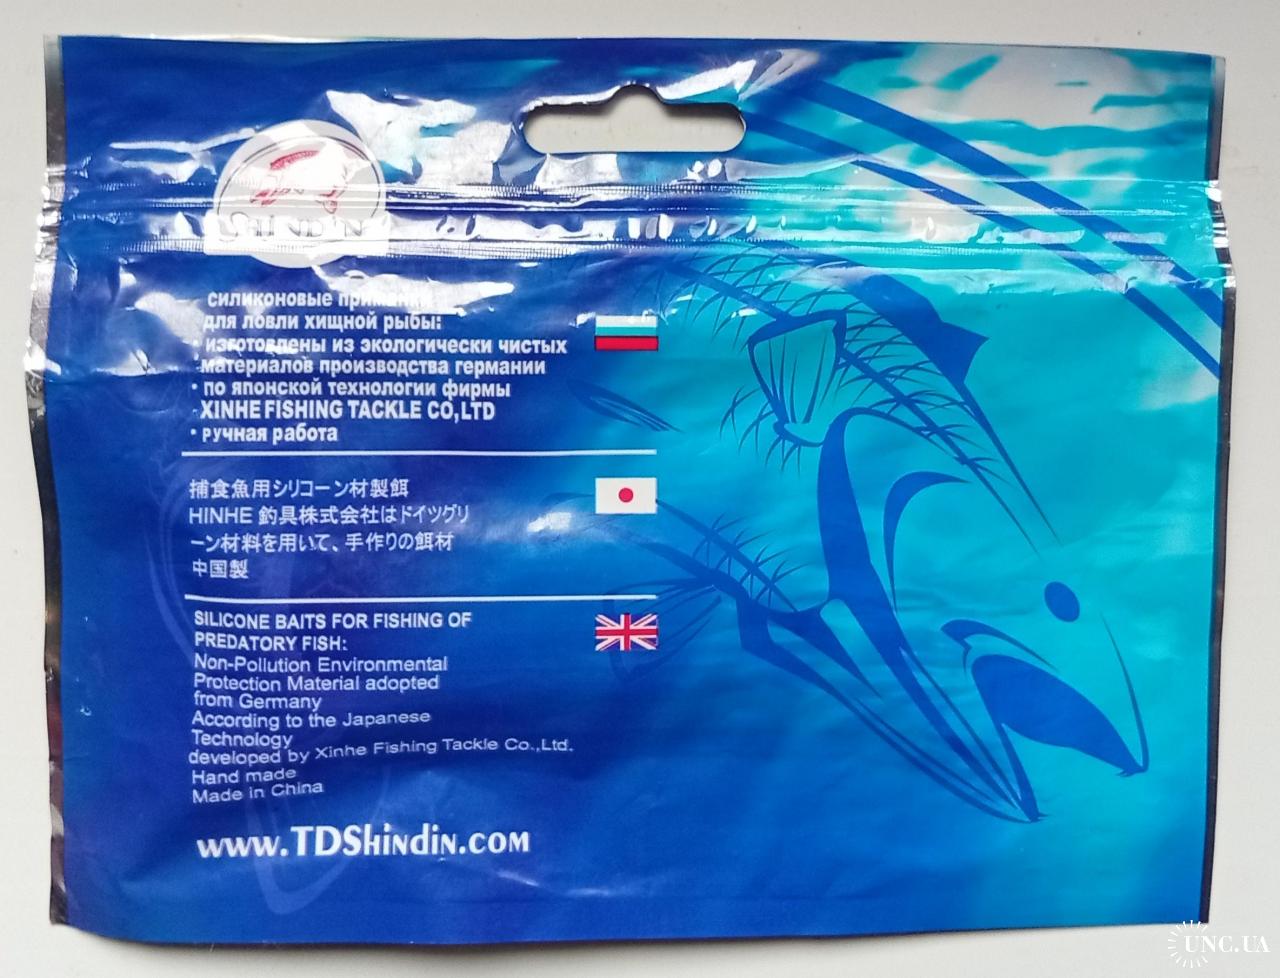 SHINDIN
СИЛИКОНОВЫЕ ПРИМАНКИ
ДЛЯ ЛОВЛИ ХИЩНОЙ РЫБЫ:
• ИЗГОТОВЛЕНЫ ИЗ ЭКОЛОГИЧЕСКИ ЧИСТЫХ
МАТЕРИАЛОВ ПРОИЗВОДСТВА ГЕРМАНИИ
• ПО ЯПОНСКОЙ ТЕХНОЛОГИИ ФИРМЫ
XINHE FISHING TACKLE CO,LTD
• РУЧНАЯ РАБОТА
捕食魚用シリコーン材製餌
HINHE 釣具株式会社はドイツグリ
ーン材料を用いて、手作りの餌材
中国製
SILICONE BAITS FOR FISHING OF
PREDATORY FISH:
Non-Pollution Environmental
Protection Material adopted
from Germany
According to the Japanese
Technology
developed by Xinhe Fishing Tackle Co.,Ltd.
Hand made
Made in China
www.TDShindin.com
UNC.UA